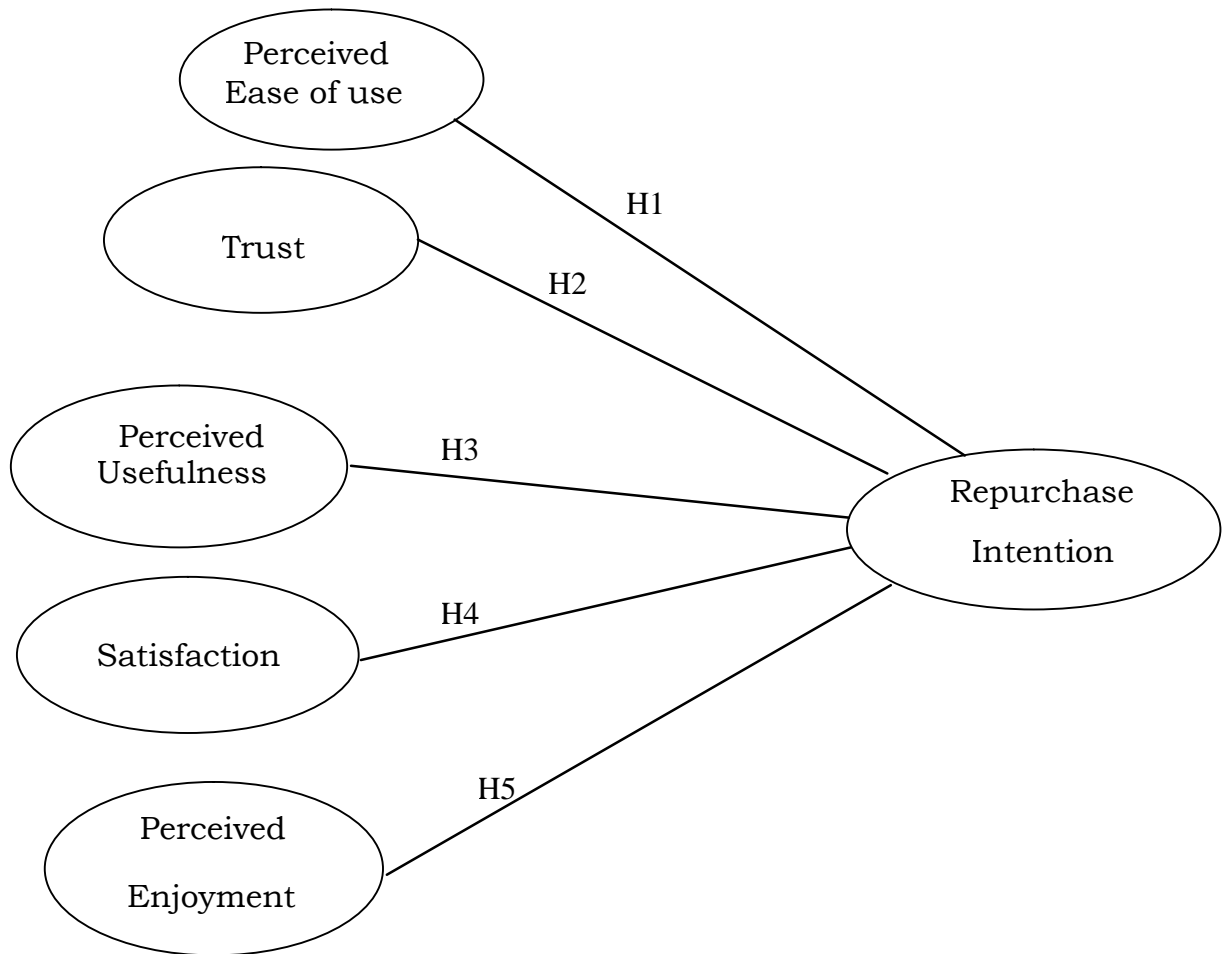 Perceived
Ease of use
H1
Trust
H2
Perceived
Usefulness
H3
Repurchase
Intention
Satisfaction
H4
Perceived
Enjoyment
H5